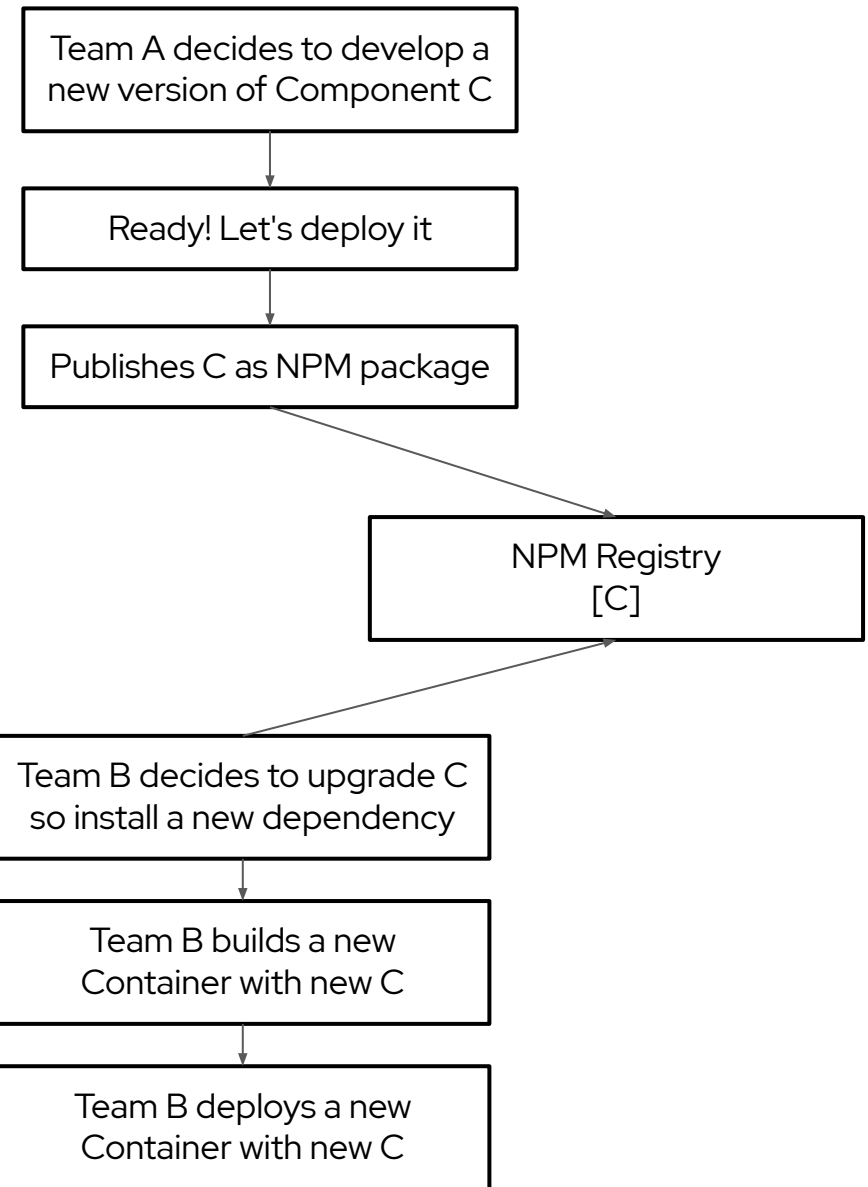 Team A decides to develop a
new version of Component C
Ready! Let's deploy it
Publishes C as NPM package
NPM Registry
[C]
Team B decides to upgrade C
so install a new dependency
Team B builds a new
Container with new C
Team B deploys a new
Container with new C